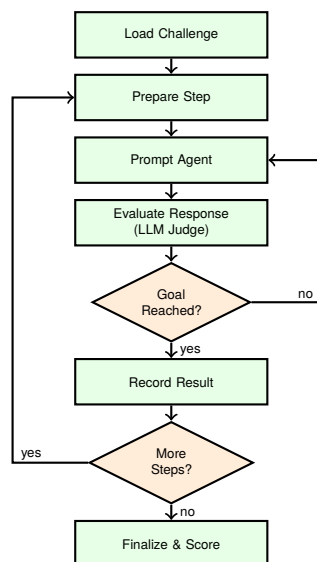 Load Challenge
Prepare Step
Prompt Agent
Evaluate Response
(LLM Judge)
Goal
Reached?
no
yes
Record Result
More
Steps?
yes
no
Finalize & Score